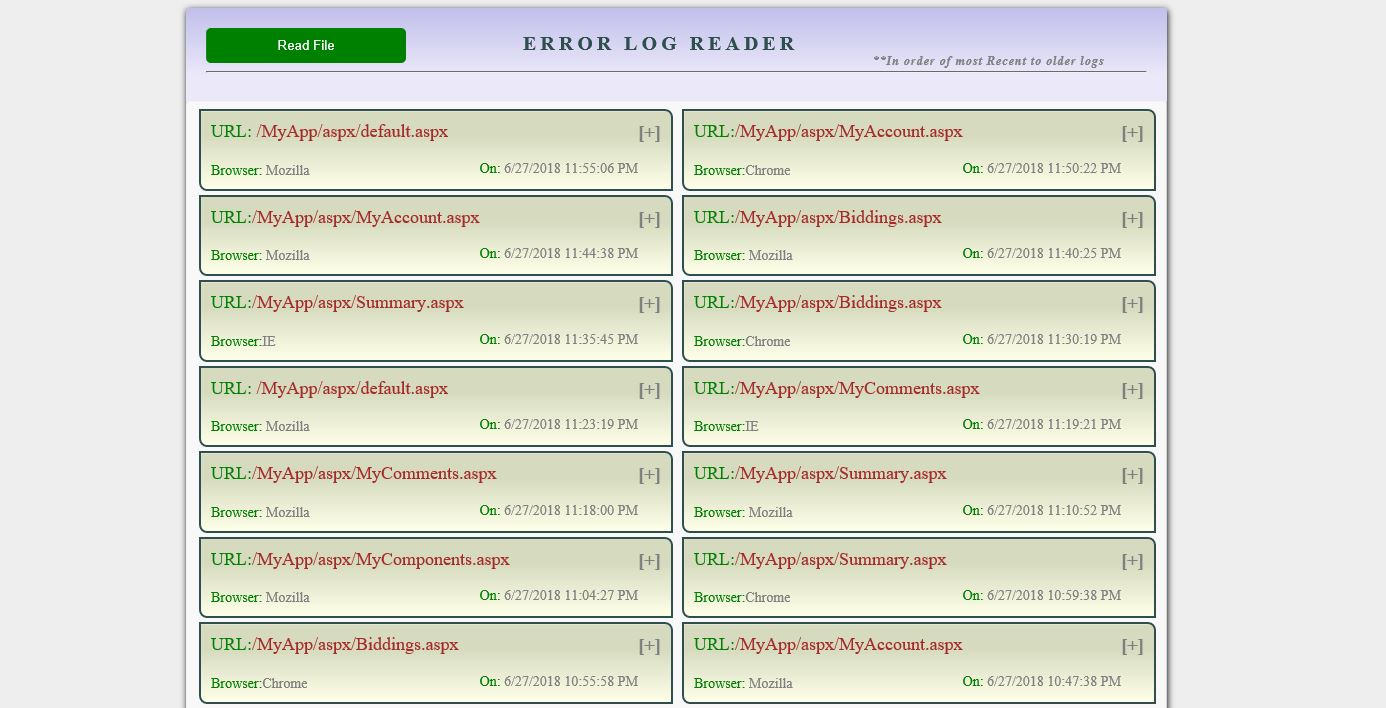 Read File
ERROR LOG READER
**In order of most Recent to older logs
URL: /MyApp/aspx/default.aspx [+]
Browser: Mozilla On: 6/27/2018 11:55:06 PM
URL:/MyApp/aspx/MyAccount.aspx [+]
Browser:Chrome On: 6/27/2018 11:50:22 PM
URL:/MyApp/aspx/MyAccount.aspx [+]
Browser: Mozilla On: 6/27/2018 11:44:38 PM
URL:/MyApp/aspx/Biddings.aspx [+]
Browser: Mozilla On: 6/27/2018 11:40:25 PM
URL:/MyApp/aspx/Summary.aspx [+]
Browser:IE On: 6/27/2018 11:35:45 PM
URL:/MyApp/aspx/Biddings.aspx [+]
Browser:Chrome On: 6/27/2018 11:30:19 PM
URL: /MyApp/aspx/default.aspx [+]
Browser: Mozilla On: 6/27/2018 11:23:19 PM
URL:/MyApp/aspx/MyComments.aspx [+]
Browser:IE On: 6/27/2018 11:19:21 PM
URL:/MyApp/aspx/MyComments.aspx [+]
Browser: Mozilla On: 6/27/2018 11:18:00 PM
URL:/MyApp/aspx/Summary.aspx [+]
Browser: Mozilla On: 6/27/2018 11:10:52 PM
URL:/MyApp/aspx/MyComponents.aspx [+]
Browser: Mozilla On: 6/27/2018 11:04:27 PM
URL:/MyApp/aspx/Summary.aspx [+]
Browser:Chrome On: 6/27/2018 10:59:38 PM
URL:/MyApp/aspx/Biddings.aspx [+]
Browser:Chrome On: 6/27/2018 10:55:58 PM
URL:/MyApp/aspx/MyAccount.aspx [+]
Browser: Mozilla On: 6/27/2018 10:47:38 PM